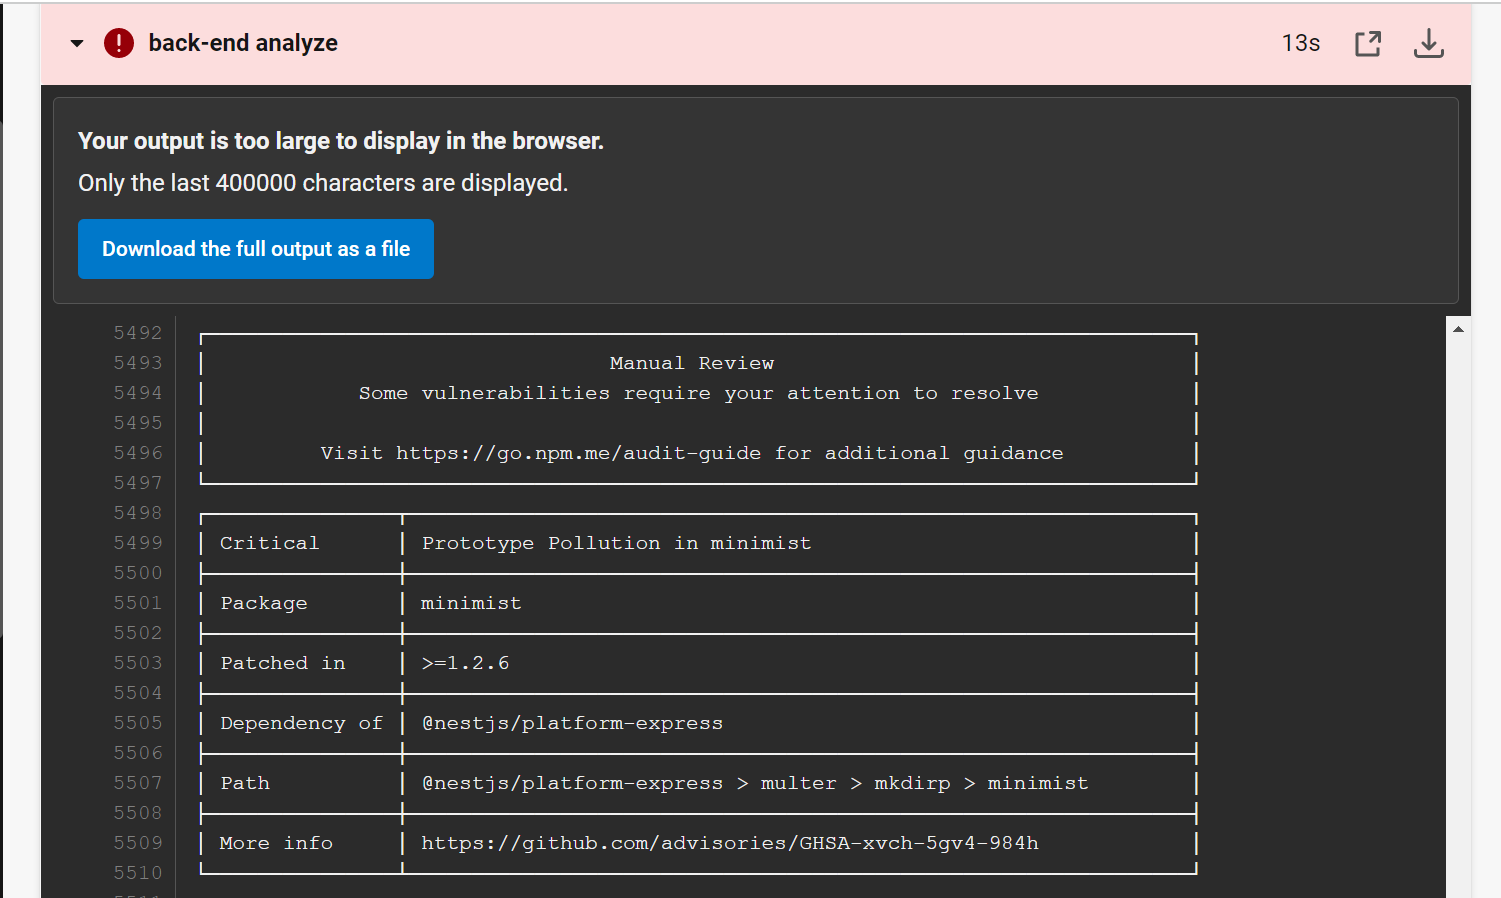 back-end analyze 13s
Your output is too large to display in the browser.
Only the last 400000 characters are displayed.
Download the full output as a file
5492
5493 Manual Review
5494 Some vulnerabilities require your attention to resolve
5495
5496 Visit https://go.npm.me/audit-guide for additional guidance
5497
5498
5499 Critical Prototype Pollution in minimist
5500
5501 Package minimist
5502
5503 Patched in >=1.2.6
5504
5505 Dependency of @nestjs/platform-express
5506
5507 Path @nestjs/platform-express > multer > mkdirp > minimist
5508
5509 More info https://github.com/advisories/GHSA-xvch-5gv4-984h
5510